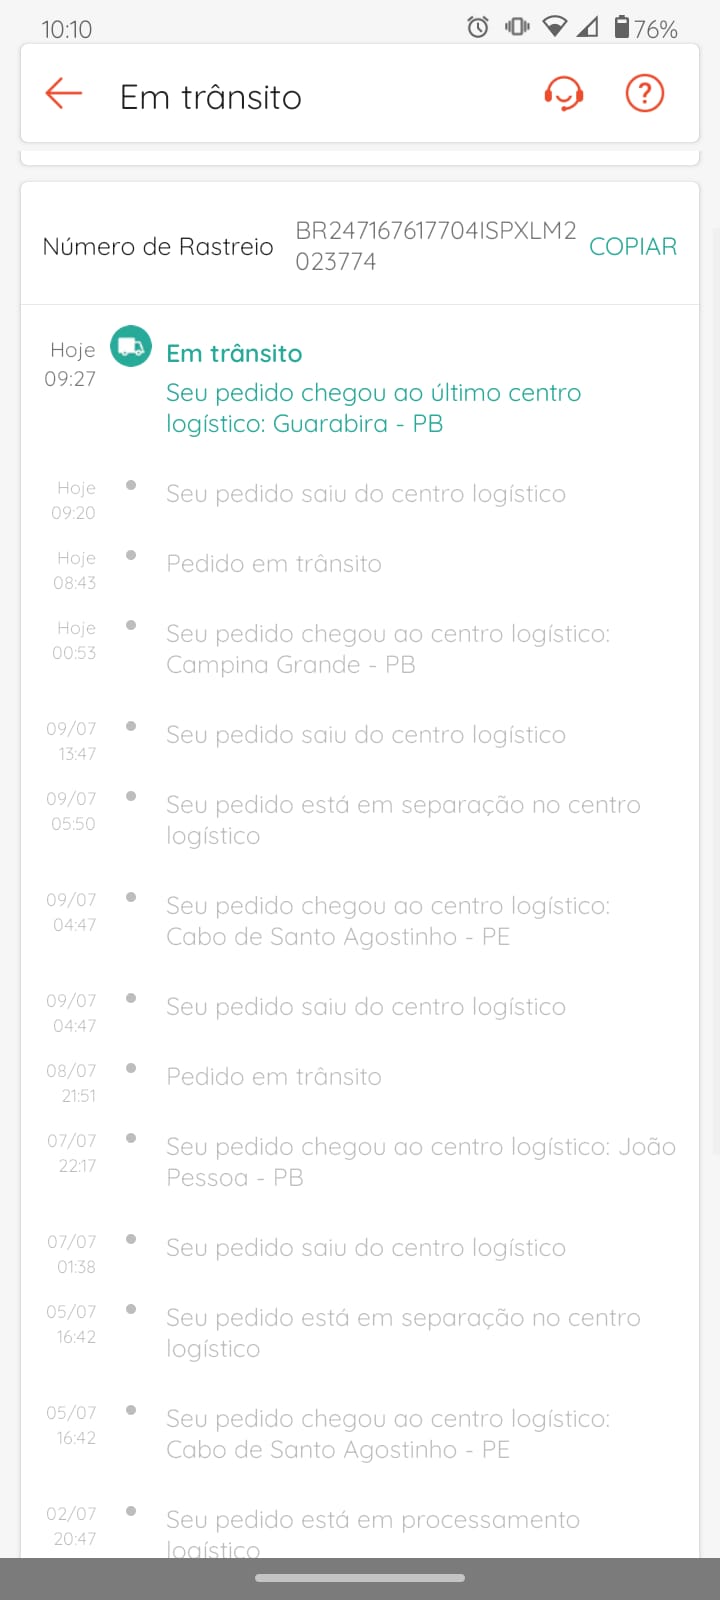 10:10
76%
Em trânsito
Número de Rastreio
BR247167617704ISPXLM2
023774
COPIAR
Hoje
09:27
Em trânsito
Seu pedido chegou ao último centro
logístico: Guarabira - PB
Hoje
09:20
Seu pedido saiu do centro logístico
Hoje
08:43
Pedido em trânsito
Hoje
00:53
Seu pedido chegou ao centro logístico:
Campina Grande - PB
09/07
13:47
Seu pedido saiu do centro logístico
09/07
05:50
Seu pedido está em separação no centro
logístico
09/07
04:47
Seu pedido chegou ao centro logístico:
Cabo de Santo Agostinho - PE
09/07
04:47
Seu pedido saiu do centro logístico
08/07
21:51
Pedido em trânsito
07/07
22:17
Seu pedido chegou ao centro logístico: João
Pessoa - PB
07/07
01:38
Seu pedido saiu do centro logístico
05/07
16:42
Seu pedido está em separação no centro
logístico
05/07
16:42
Seu pedido chegou ao centro logístico:
Cabo de Santo Agostinho - PE
02/07
20:47
Seu pedido está em processamento
logístico